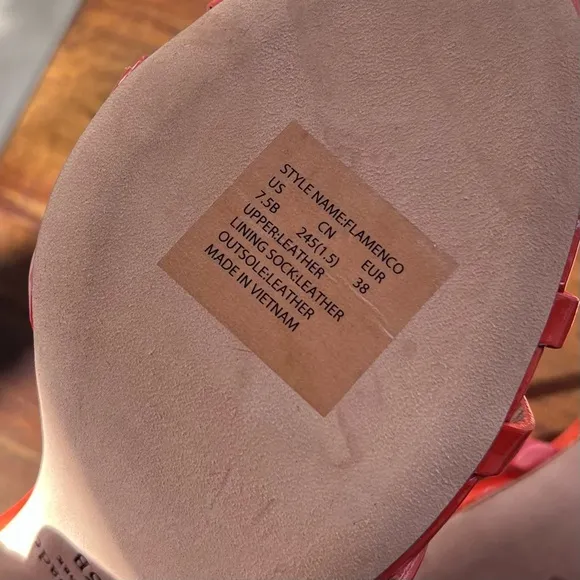 STYLE NAME:FLAMENCO
US CN EUR
7.5B 245(1.5) 38
UPPER:LEATHER
LINING SOCK:LEATHER
OUTSOLE:LEATHER
MADE IN VIETNAM